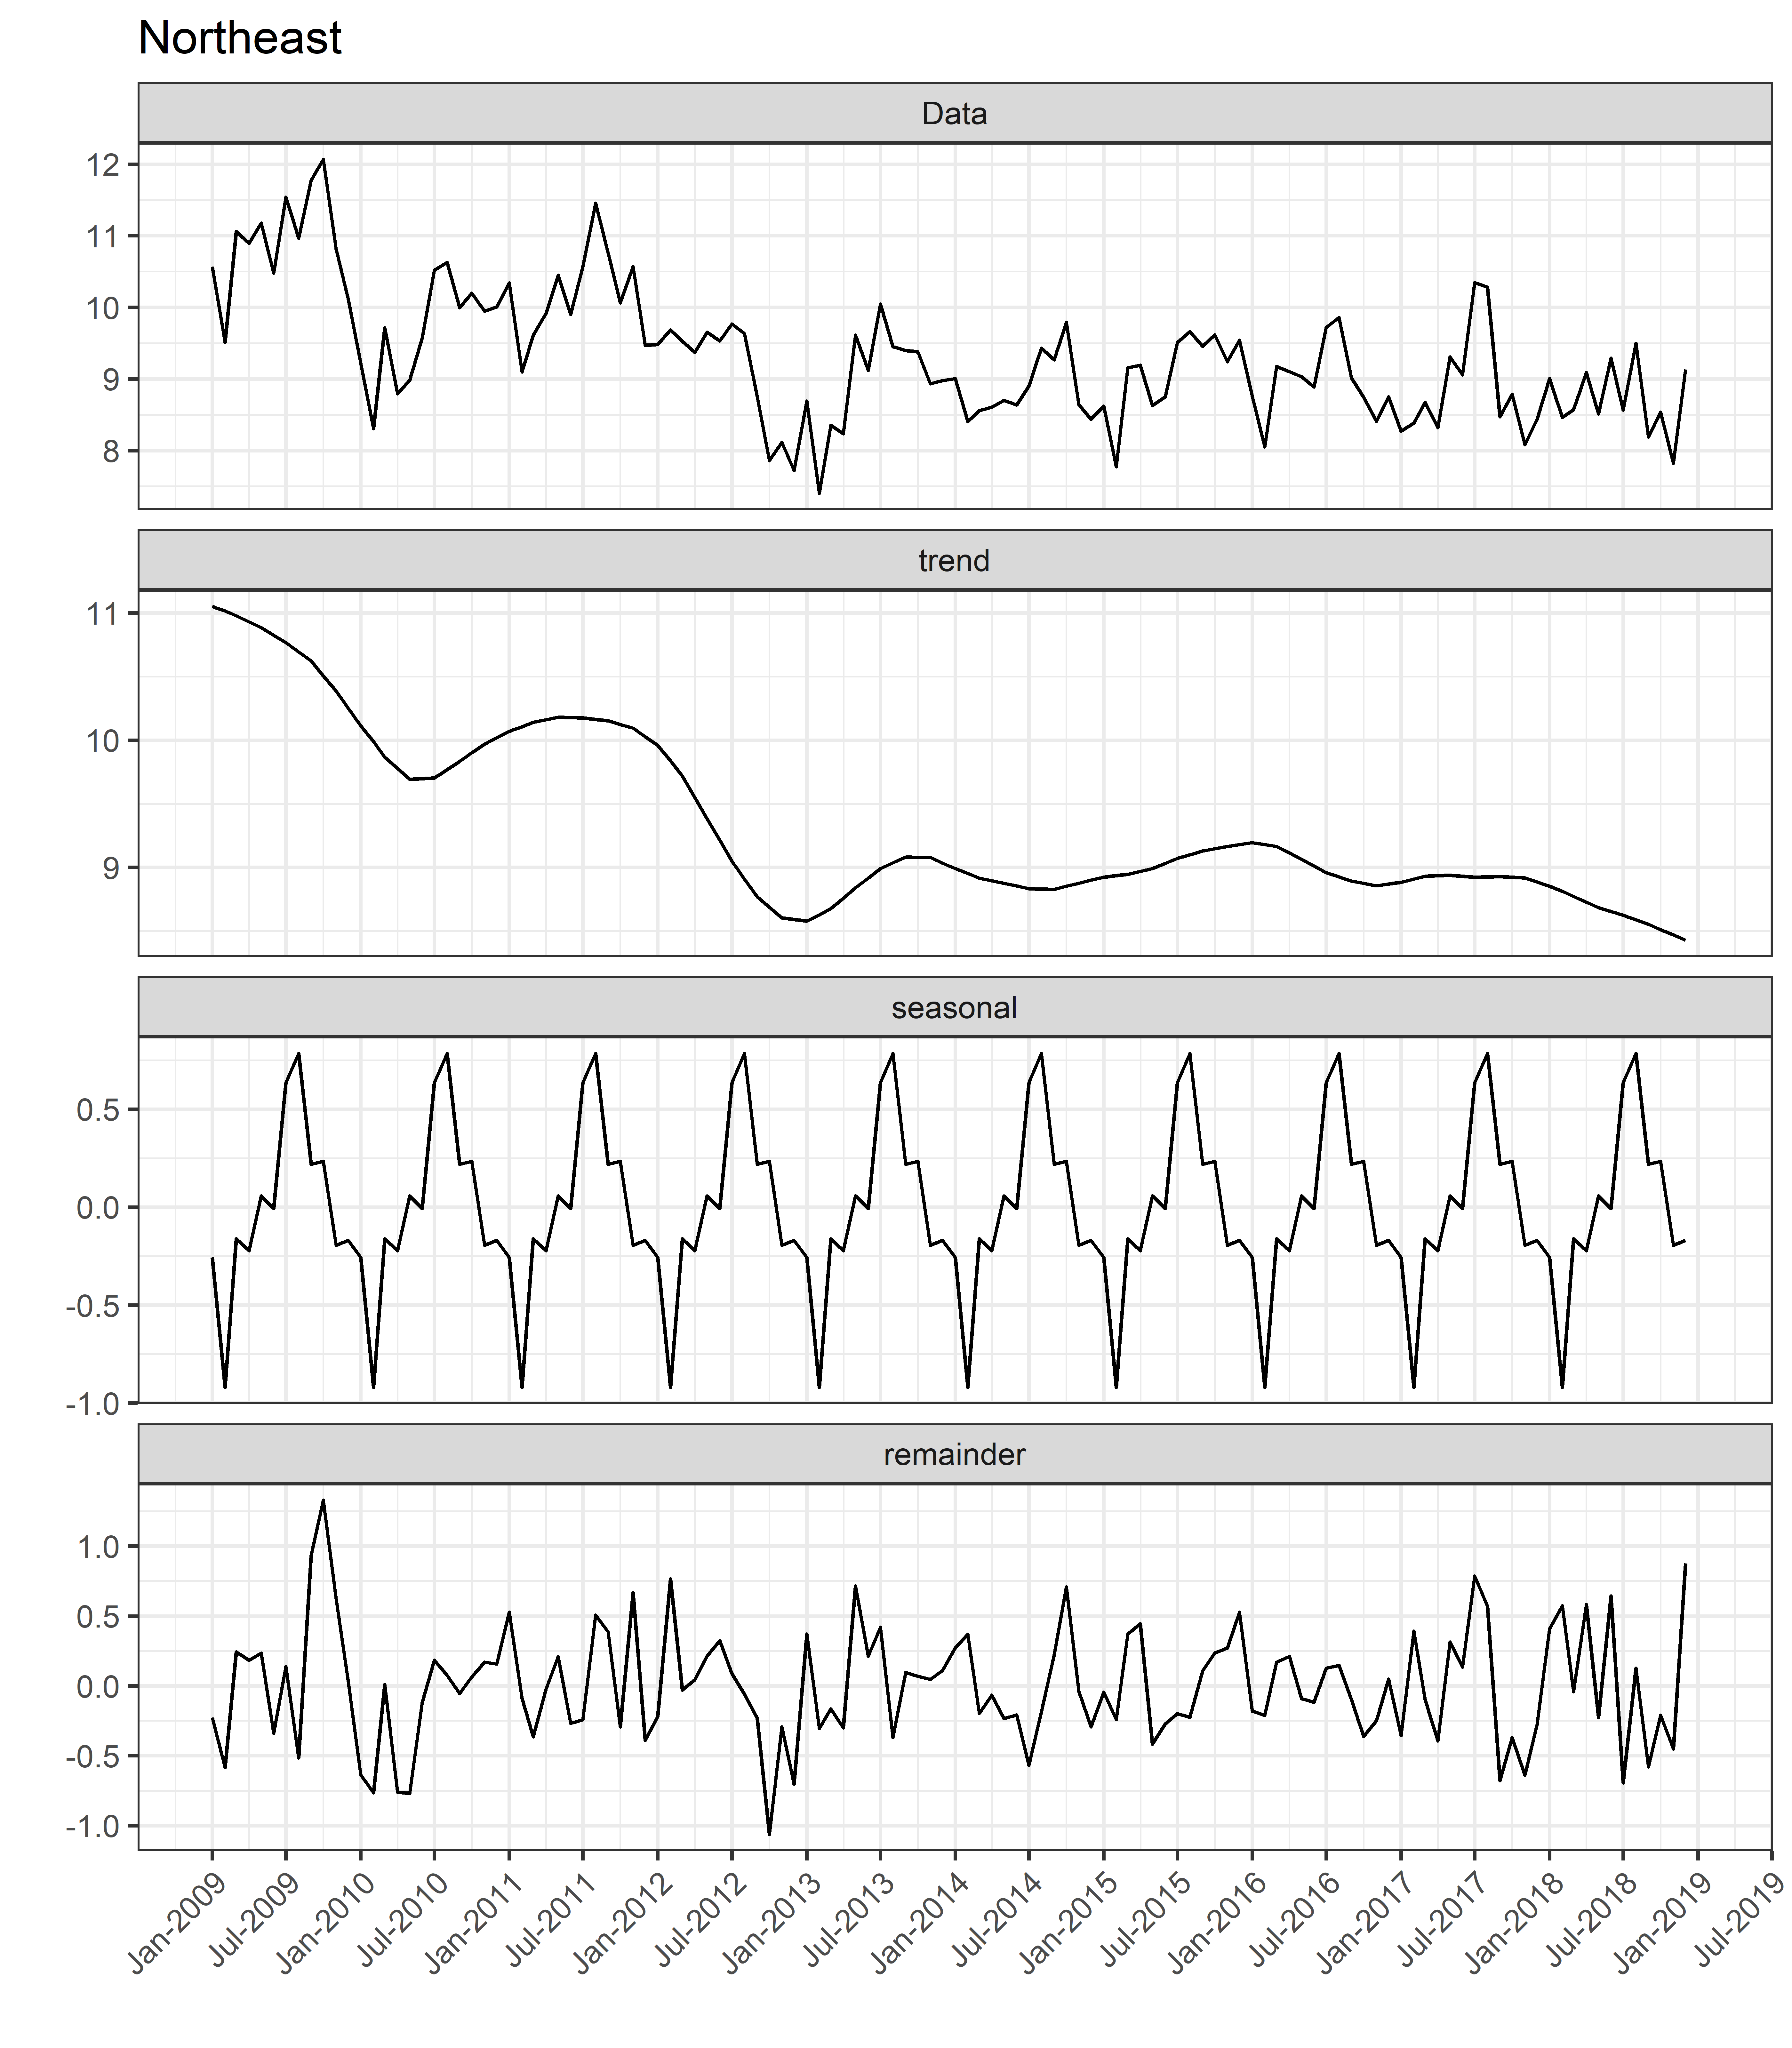 Northeast
Data
12
11
10
9
8
trend
11
10
9
seasonal
0.5
0.0
-0.5
-1.0
remainder
1.0
0.5
0.0
-0.5
-1.0
Jan-2009 Jul-2009 Jan-2010 Jul-2010 Jan-2011 Jul-2011 Jan-2012 Jul-2012 Jan-2013 Jul-2013 Jan-2014 Jul-2014 Jan-2015 Jul-2015 Jan-2016 Jul-2016 Jan-2017 Jul-2017 Jan-2018 Jul-2018 Jan-2019 Jul-2019